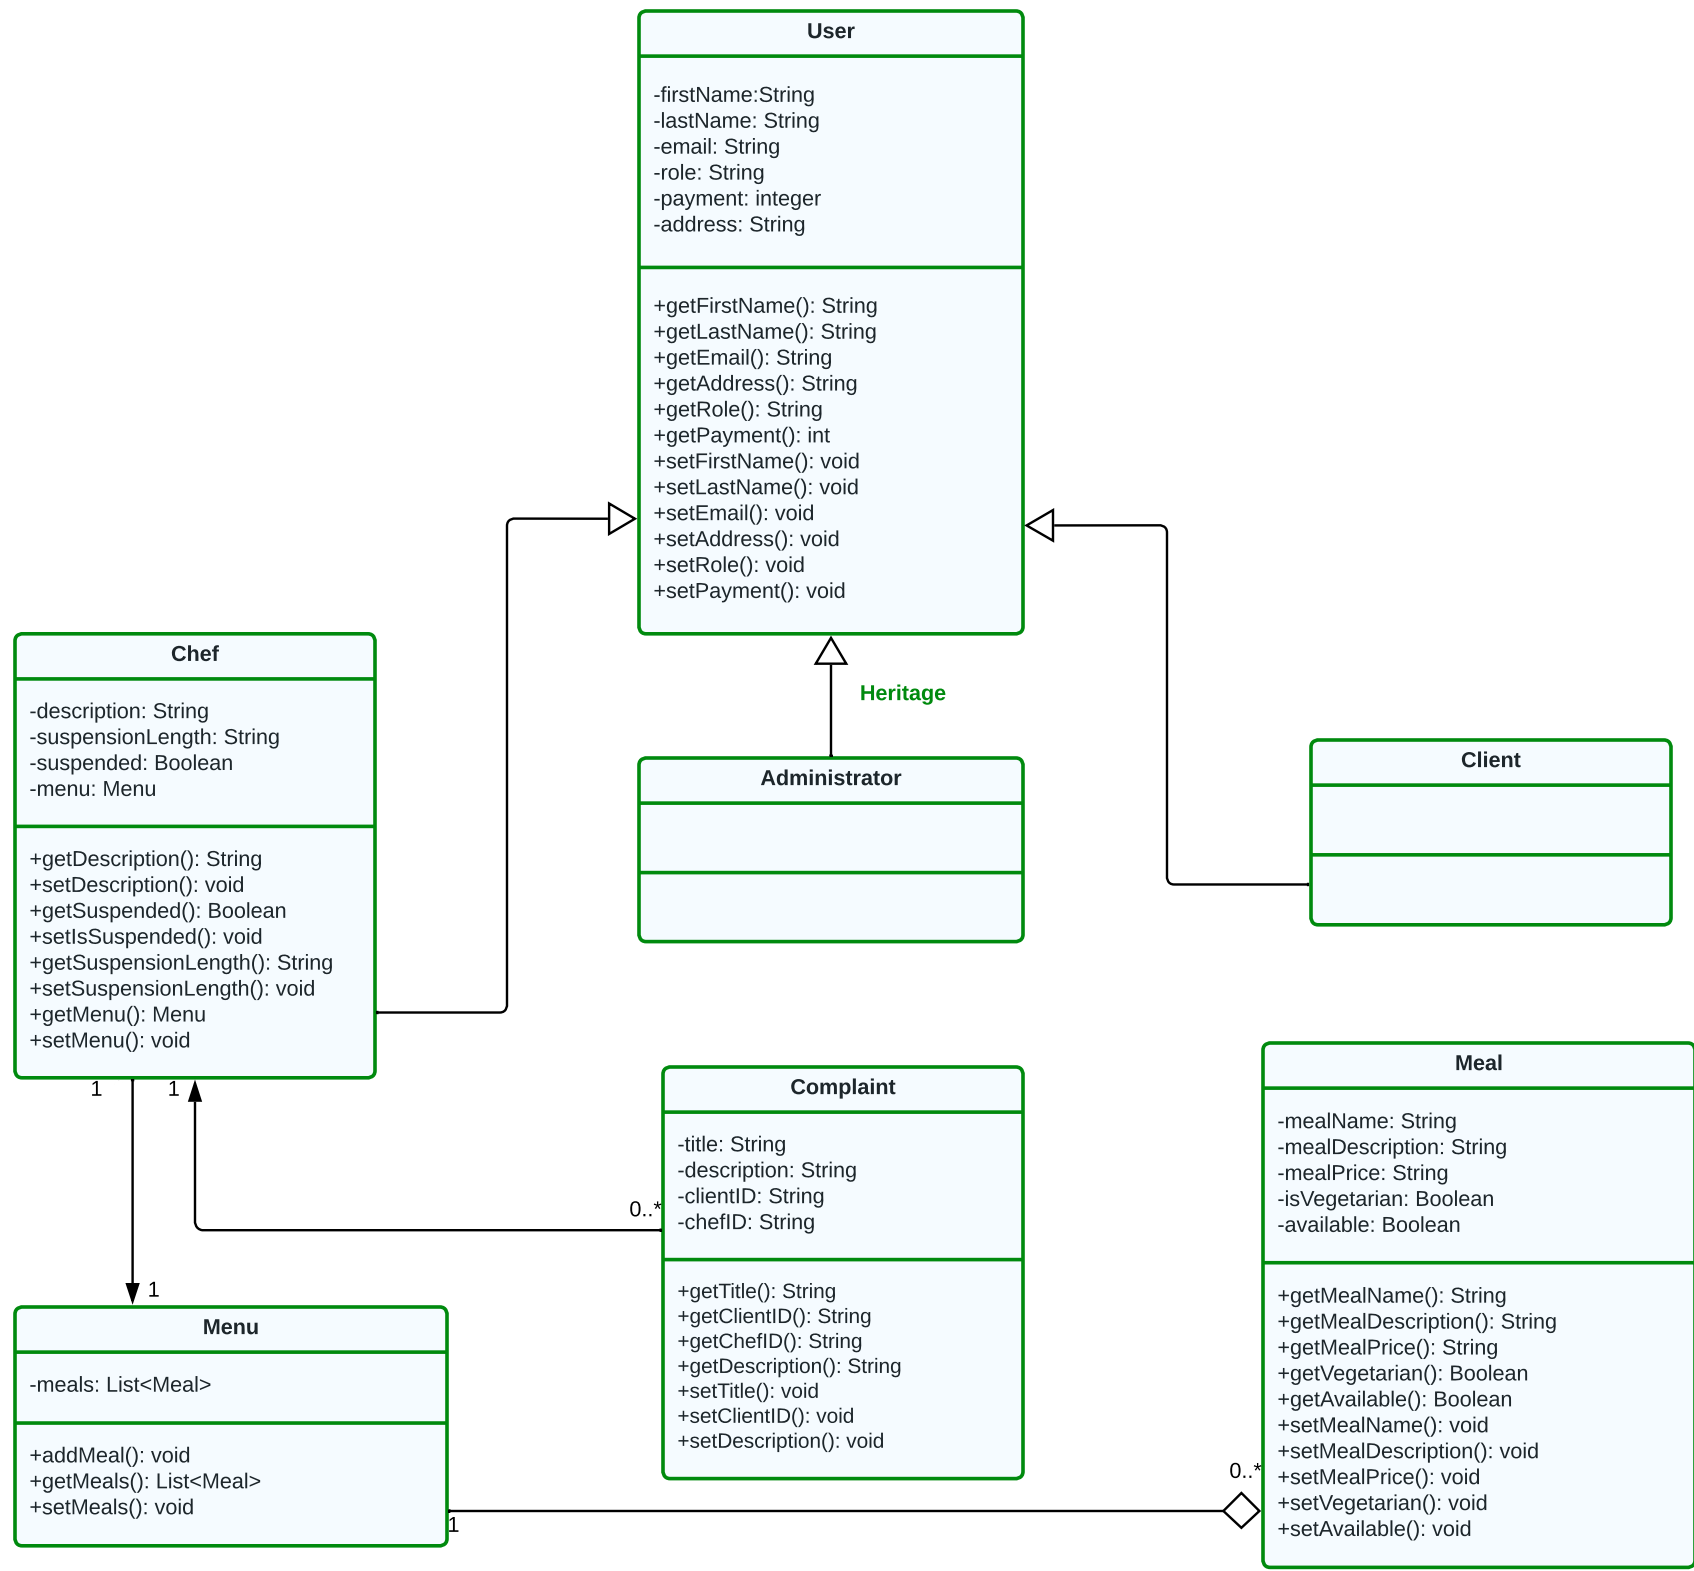 User
-firstName:String
-lastName: String
-email: String
-role: String
-payment: integer
-address: String
+getFirstName(): String
+getLastName(): String
+getEmail(): String
+getAddress(): String
+getRole(): String
+getPayment(): int
+setFirstName(): void
+setLastName(): void
+setEmail(): void
+setAddress(): void
+setRole(): void
+setPayment(): void
Heritage
Chef
-description: String
-suspensionLength: String
-suspended: Boolean
-menu: Menu
+getDescription(): String
+setDescription(): void
+getSuspended(): Boolean
+setIsSuspended(): void
+getSuspensionLength(): String
+setSuspensionLength(): void
+getMenu(): Menu
+setMenu(): void
Administrator
Client
1
1
0..*
1
Complaint
-title: String
-description: String
-clientID: String
-chefID: String
+getTitle(): String
+getClientID(): String
+getChefID(): String
+getDescription(): String
+setTitle(): void
+setClientID(): void
+setDescription(): void
Meal
-mealName: String
-mealDescription: String
-mealPrice: String
-isVegetarian: Boolean
-available: Boolean
+getMealName(): String
+getMealDescription(): String
+getMealPrice(): String
+getVegetarian(): Boolean
+getAvailable(): Boolean
+setMealName(): void
+setMealDescription(): void
+setMealPrice(): void
+setVegetarian(): void
+setAvailable(): void
Menu
-meals: List<Meal>
+addMeal(): void
+getMeals(): List<Meal>
+setMeals(): void
1
0..*